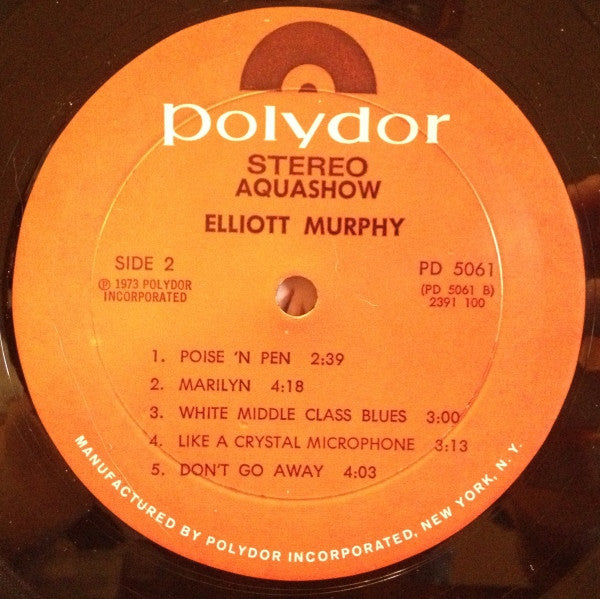 polydor
STEREO
AQUASHOW
ELLIOTT MURPHY
SIDE 2
℗ 1973 POLYDOR
INCORPORATED
PD 5061
(PD 5061 B)
2391 100
1. POISE 'N PEN 2:39
2. MARILYN 4:18
3. WHITE MIDDLE CLASS BLUES 3:00
4. LIKE A CRYSTAL MICROPHONE 3:13
5. DON'T GO AWAY 4:03
MANUFACTURED BY POLYDOR INCORPORATED, NEW YORK, N. Y.